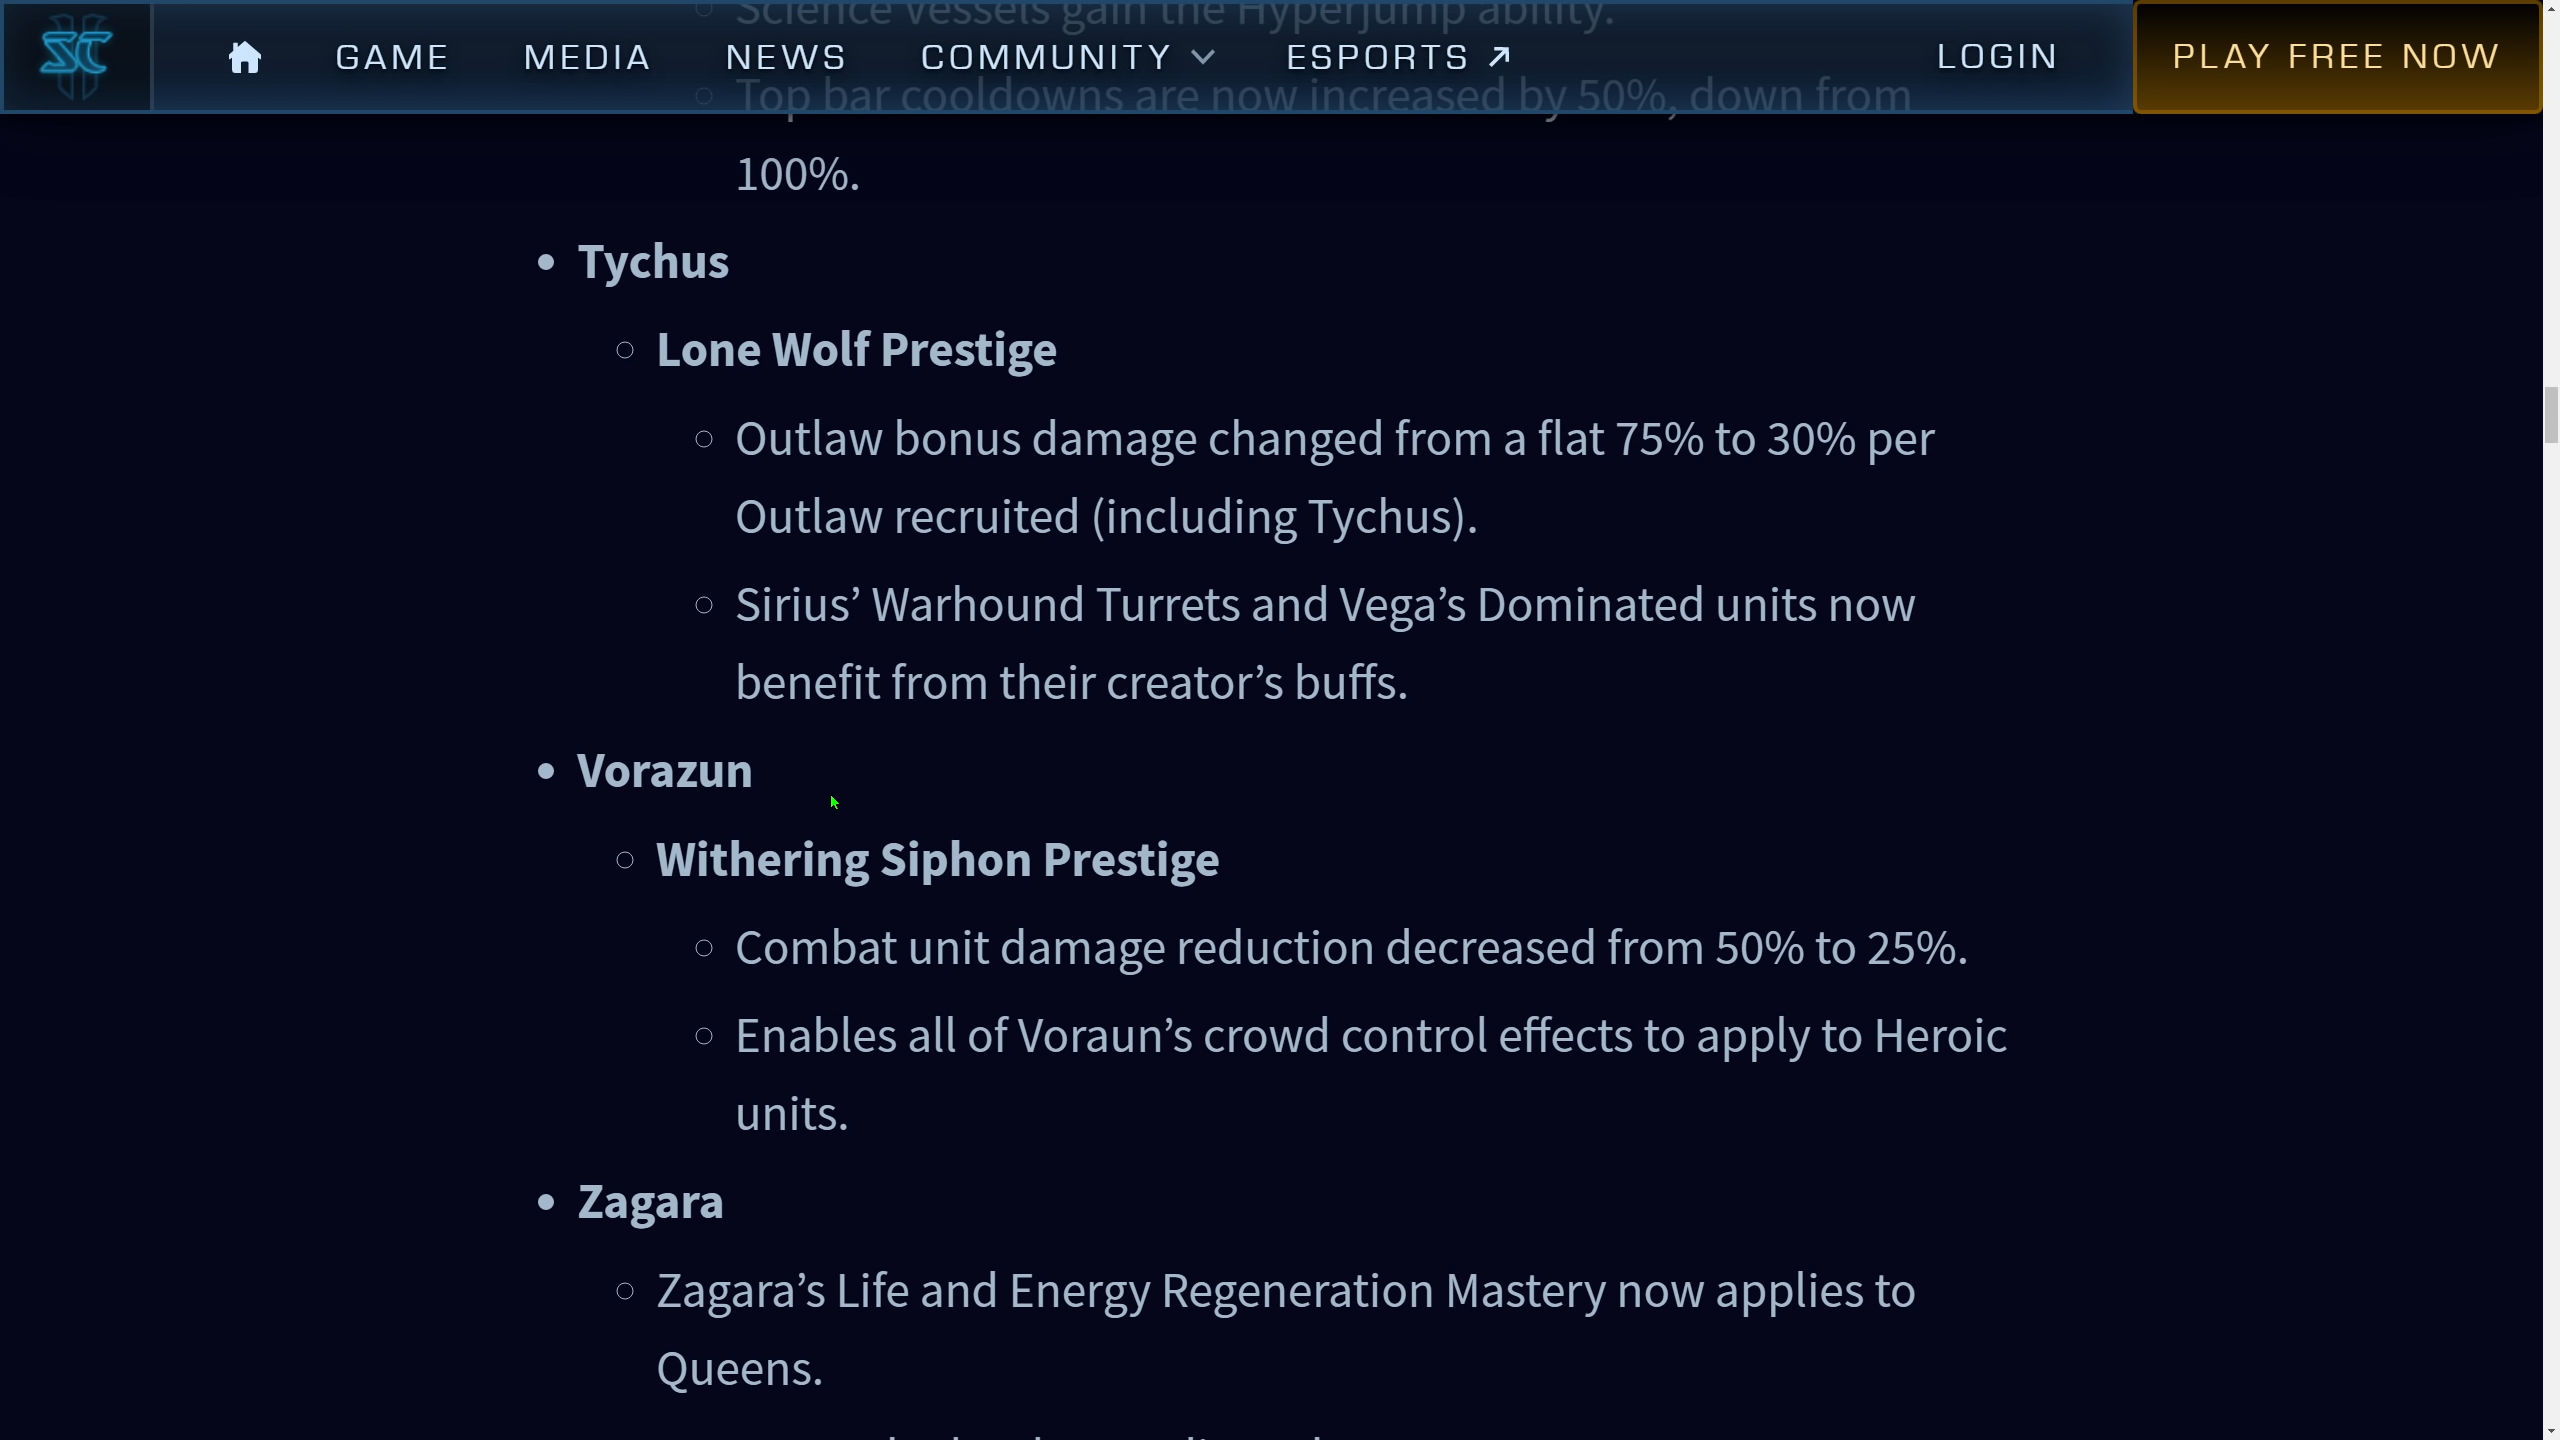 Science Vessels gain the Hyperjump ability.
SC
GAME MEDIA NEWS COMMUNITY ESPORTS LOGIN PLAY FREE NOW
Top bar cooldowns are now increased by 50%, down from
100%.
Tychus
Lone Wolf Prestige
Outlaw bonus damage changed from a flat 75% to 30% per
Outlaw recruited (including Tychus).
Sirius’ Warhound Turrets and Vega’s Dominated units now
benefit from their creator’s buffs.
Vorazun
Withering Siphon Prestige
Combat unit damage reduction decreased from 50% to 25%.
Enables all of Voraun’s crowd control effects to apply to Heroic
units.
Zagara
Zagara’s Life and Energy Regeneration Mastery now applies to
Queens.